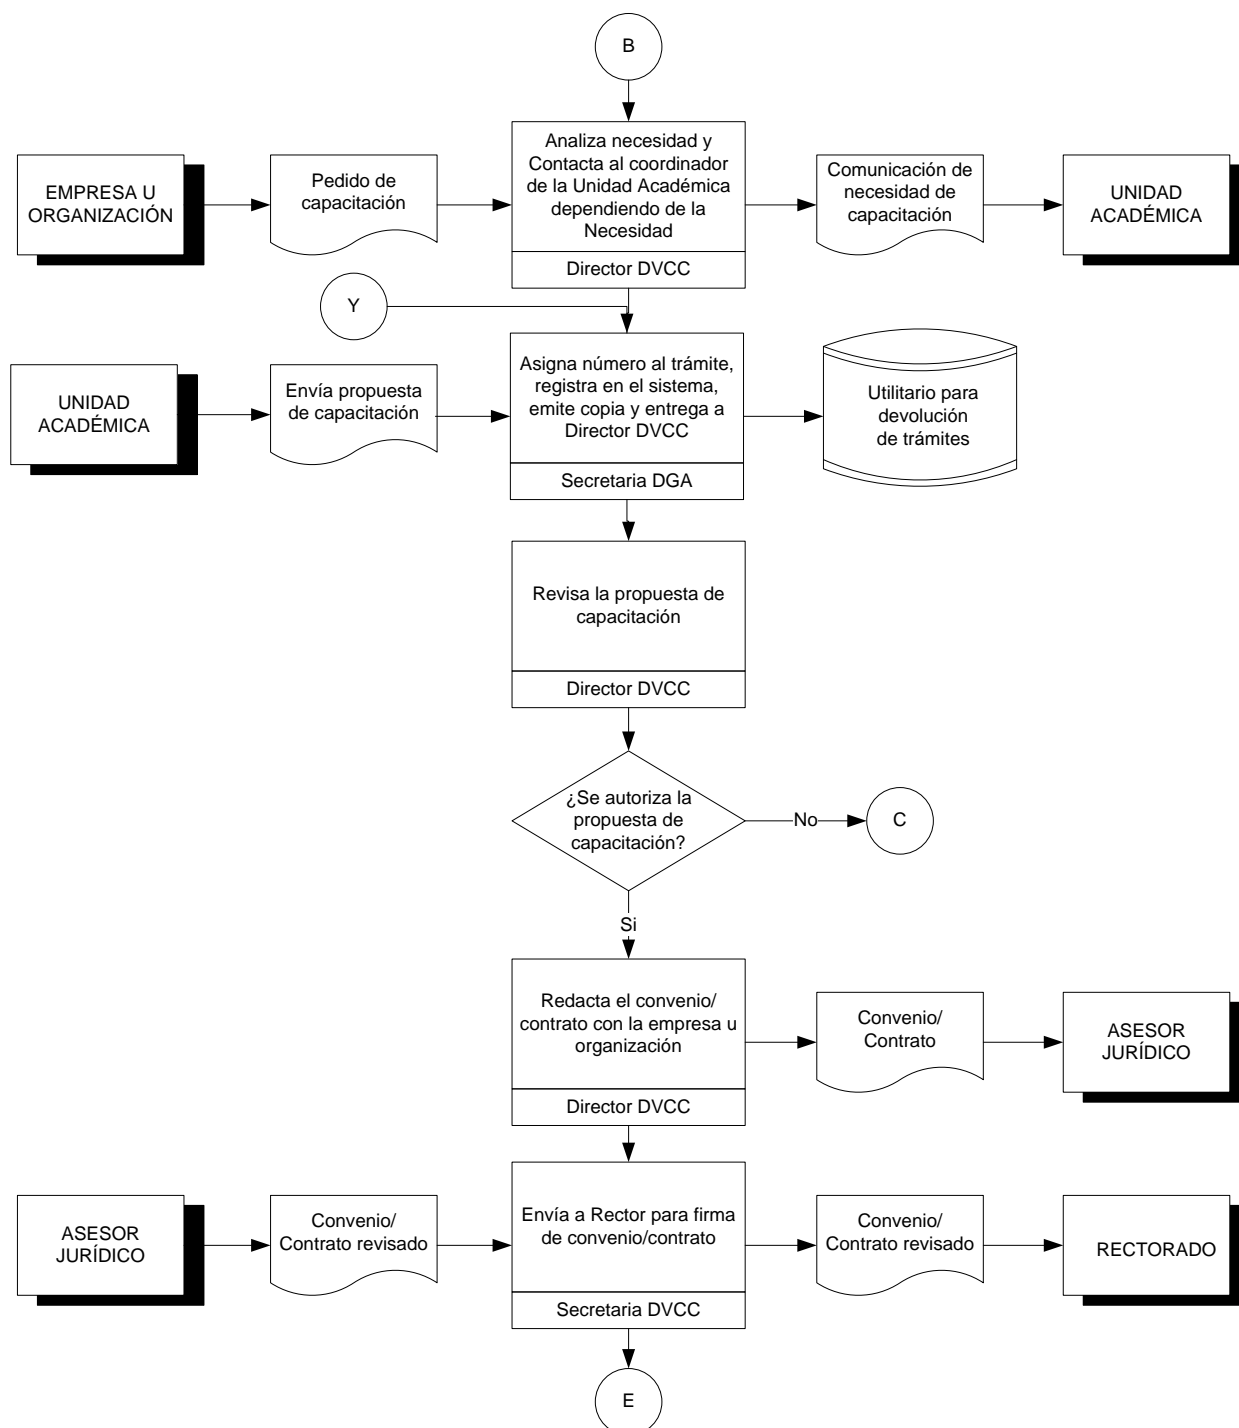 B
EMPRESA U
ORGANIZACIÓN
Pedido de
capacitación
Analiza necesidad y
Contacta al coordinador
de la Unidad Académica
dependiendo de la
Necesidad
Director DVCC
Comunicación de
necesidad de
capacitación
UNIDAD
ACADÉMICA
Y
UNIDAD
ACADÉMICA
Envía propuesta
de capacitación
Asigna número al trámite,
registra en el sistema,
emite copia y entrega a
Director DVCC
Secretaria DGA
Utilitario para
devolución
de trámites
Revisa la propuesta de
capacitación
Director DVCC
¿Se autoriza la
propuesta de
capacitación?
No
C
Si
Redacta el convenio/
contrato con la empresa u
organización
Director DVCC
Convenio/
Contrato
ASESOR
JURÍDICO
ASESOR
JURÍDICO
Convenio/
Contrato revisado
Envía a Rector para firma
de convenio/contrato
Secretaria DVCC
Convenio/
Contrato revisado
RECTORADO
E